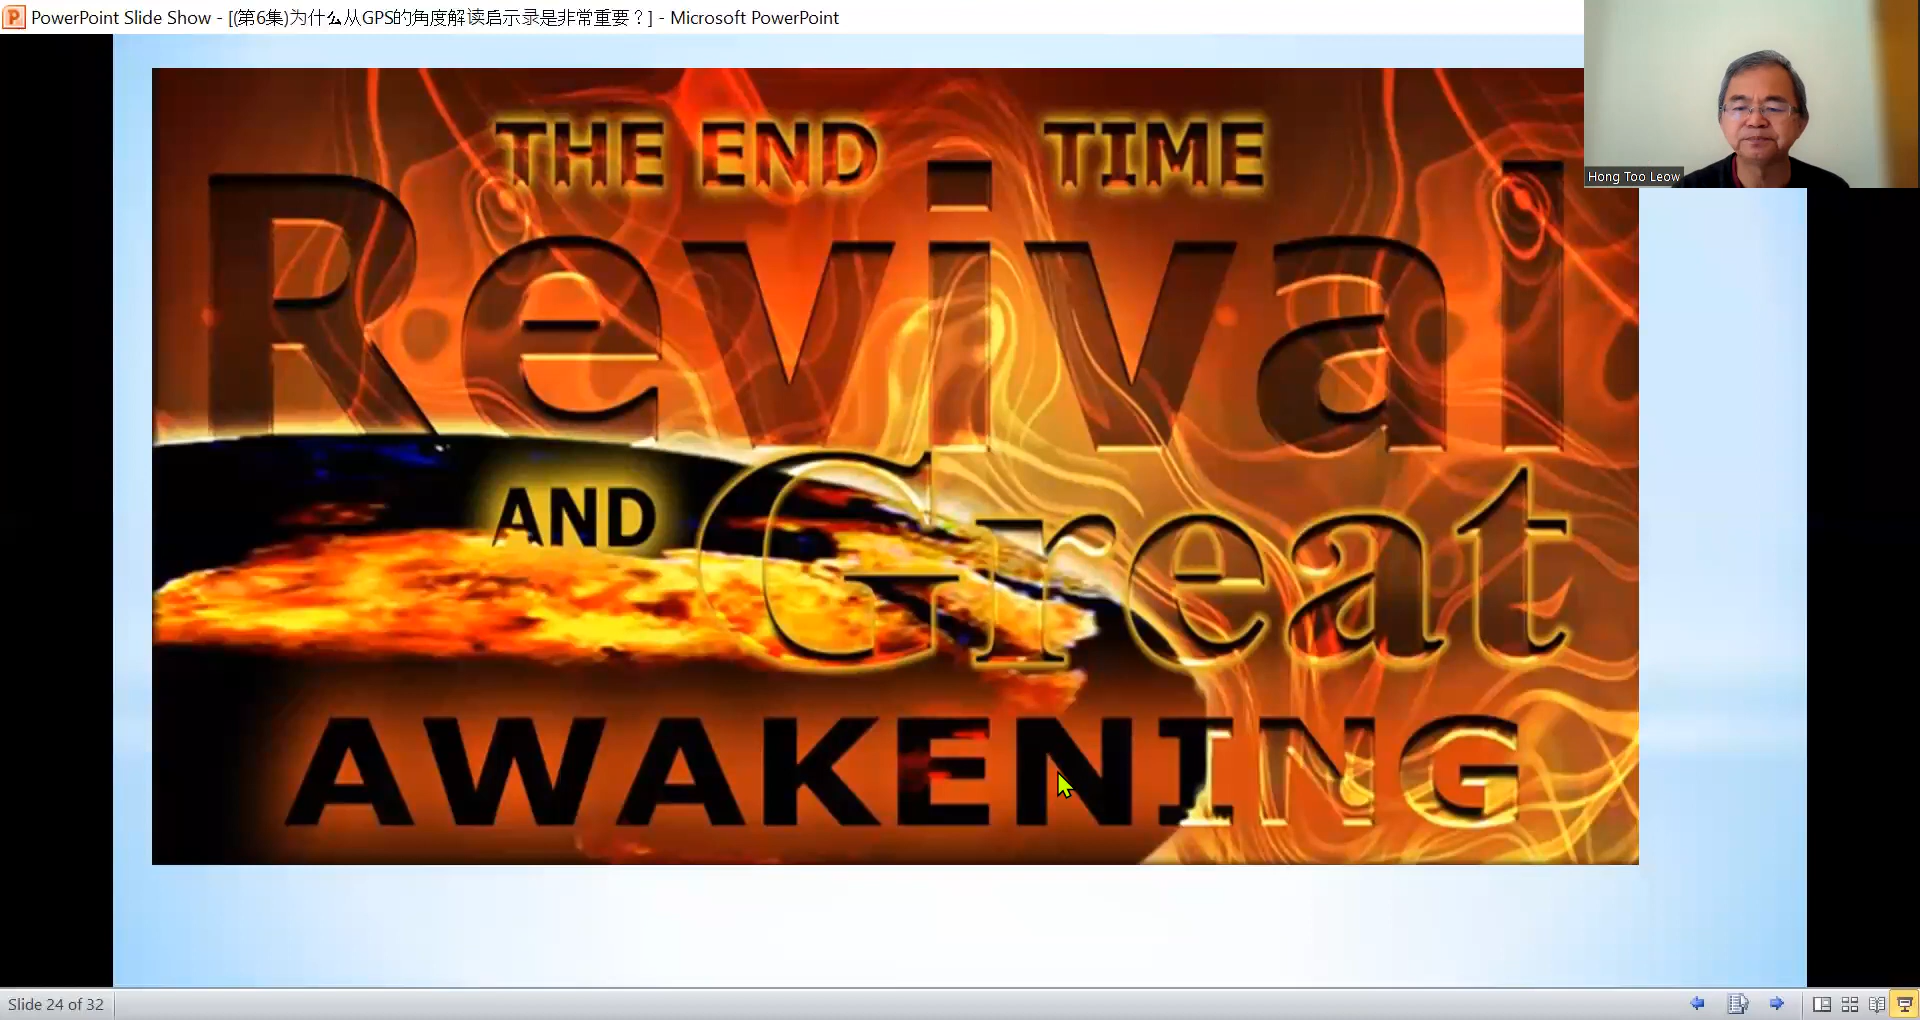 PowerPoint Slide Show - [(第6集)为什么从GPS的角度解读启示录是非常重要？] - Microsoft PowerPoint
Hong Too Leow
THE END TIME
Revival
AND Great
AWAKENING
Slide 24 of 32